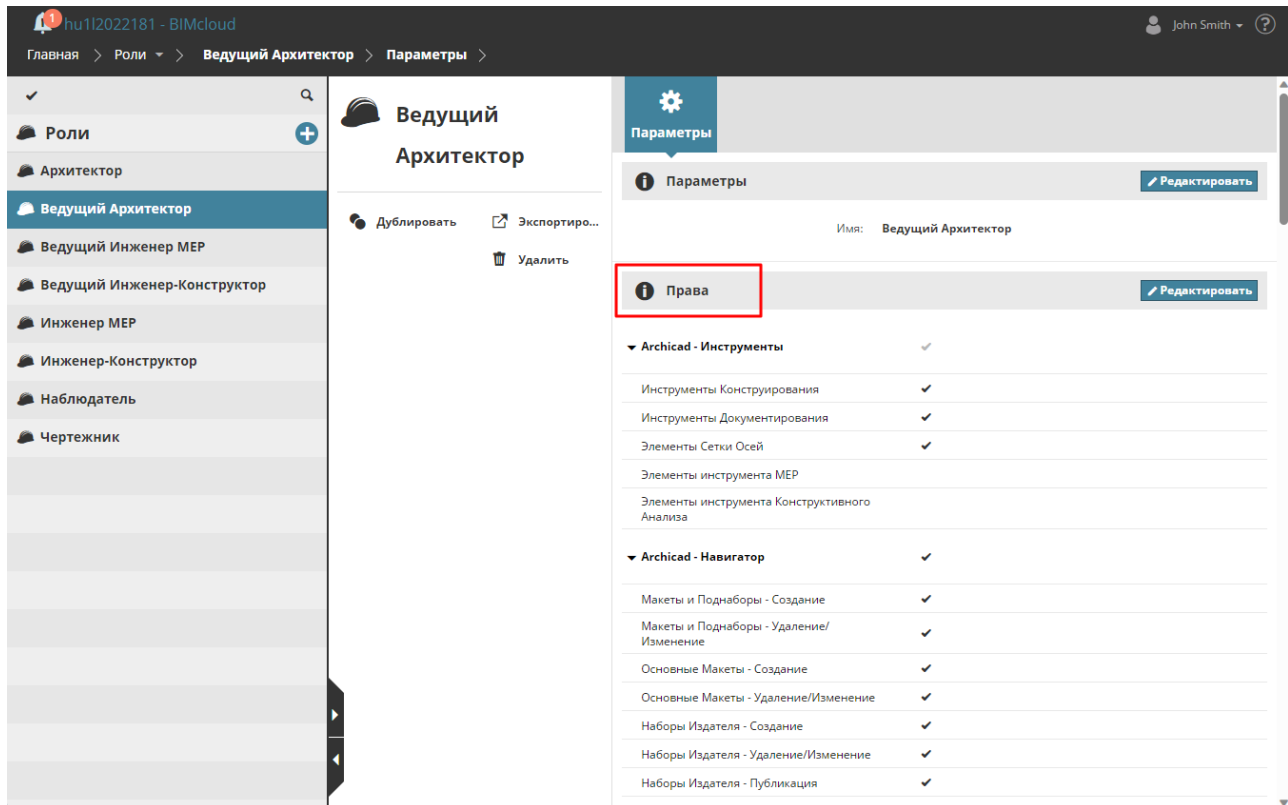 1
hu1l2022181 - BIMcloud
John Smith
?
Главная > Роли > Ведущий Архитектор > Параметры >
Роли
Архитектор
Ведущий Архитектор
Ведущий Инженер MEP
Ведущий Инженер-Конструктор
Инженер MEP
Инженер-Конструктор
Наблюдатель
Чертежник
Ведущий
Архитектор
Дублировать
Экспортиро...
Удалить
Параметры
Параметры
Редактировать
Имя: Ведущий Архитектор
Права
Редактировать
Archicad - Инструменты
Инструменты Конструирования
Инструменты Документирования
Элементы Сетки Осей
Элементы инструмента MEP
Элементы инструмента Конструктивного
Анализа
Archicad - Навигатор
Макеты и Поднаборы - Создание
Макеты и Поднаборы - Удаление/
Изменение
Основные Макеты - Создание
Основные Макеты - Удаление/Изменение
Наборы Издателя - Создание
Наборы Издателя - Удаление/Изменение
Наборы Издателя - Публикация